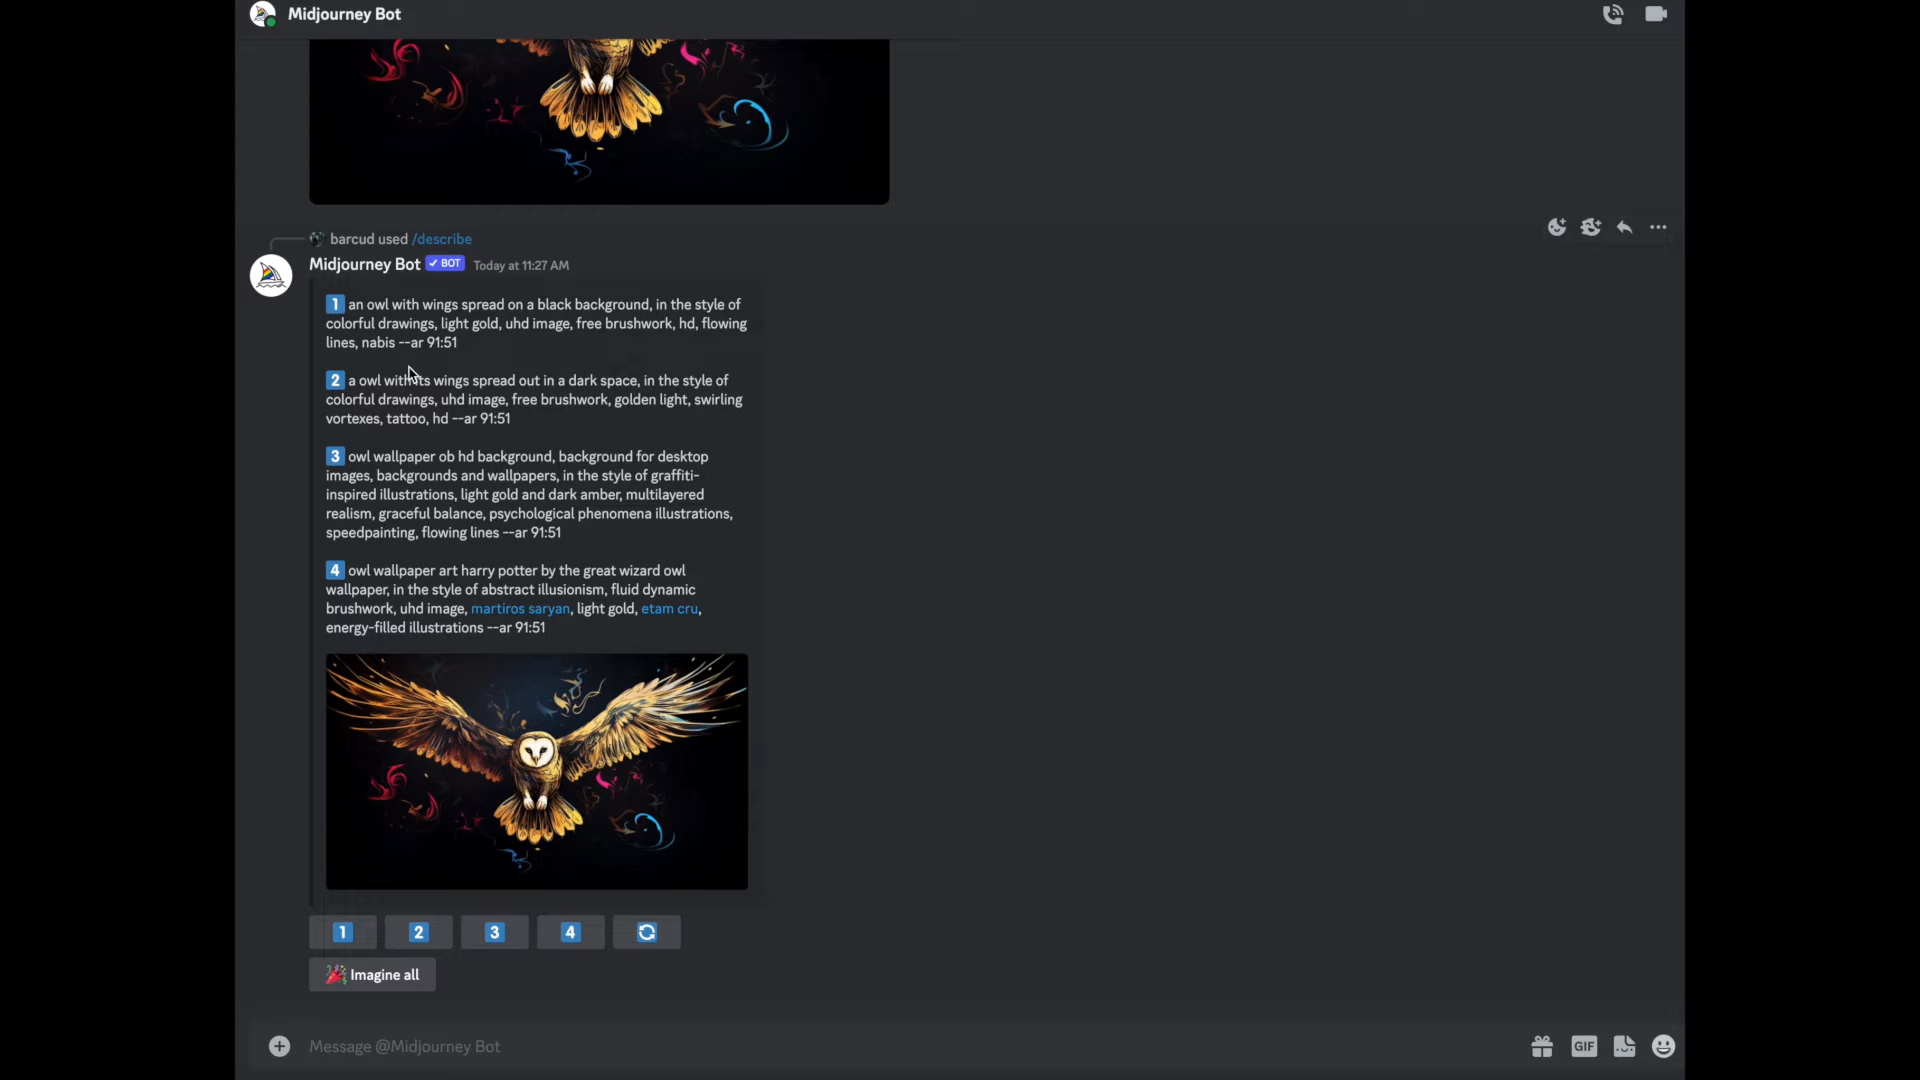 Midjourney Bot
barcud used /describe
Midjourney Bot ✓ BOT Today at 11:27 AM
1 an owl with wings spread on a black background, in the style of
colorful drawings, light gold, uhd image, free brushwork, hd, flowing
lines, nabis --ar 91:51
2 a owl with its wings spread out in a dark space, in the style of
colorful drawings, uhd image, free brushwork, golden light, swirling
vortexes, tattoo, hd --ar 91:51
3 owl wallpaper ob hd background, background for desktop
images, backgrounds and wallpapers, in the style of graffiti-
inspired illustrations, light gold and dark amber, multilayered
realism, graceful balance, psychological phenomena illustrations,
speedpainting, flowing lines --ar 91:51
4 owl wallpaper art harry potter by the great wizard owl
wallpaper, in the style of abstract illusionism, fluid dynamic
brushwork, uhd image, martiros saryan, light gold, etam cru,
energy-filled illustrations --ar 91:51
1 2 3 4
Imagine all
Message @Midjourney Bot
GIF